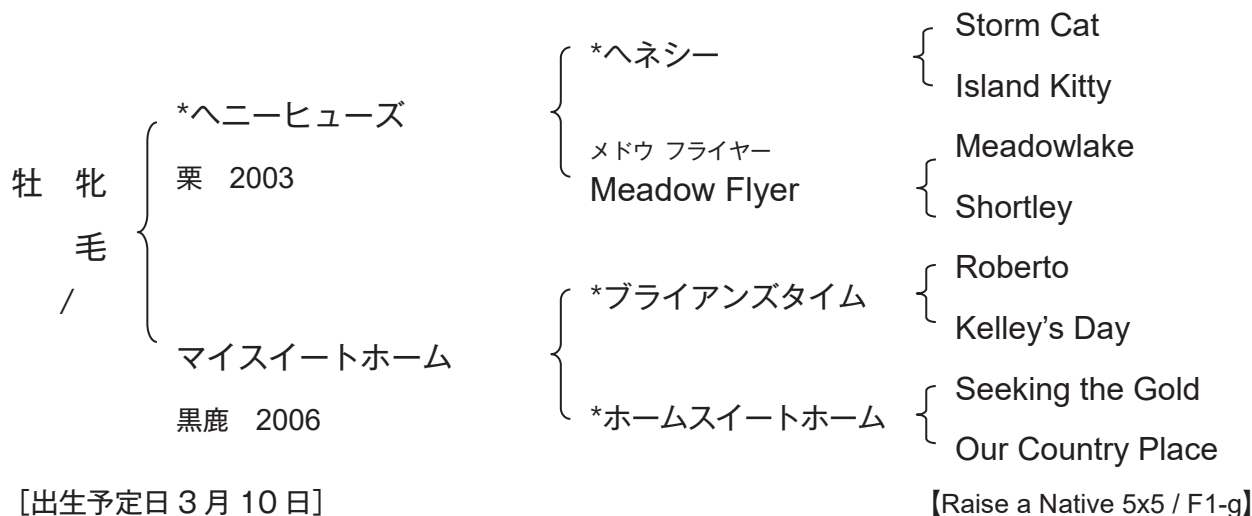 Storm Cat
*ヘネシー
Island Kitty
*ヘニーヒューズ
メドウ フライヤー
Meadowlake
牡 牝
栗 2003
Meadow Flyer
Shortley
毛
/
*ブライアンズタイム
Roberto
Kelley's Day
マイスイートホーム
Seeking the Gold
黒鹿 2006
*ホームスイートホーム
Our Country Place
［出生予定日 3 月 10 日］
【Raise a Native 5x5 / F1-g】